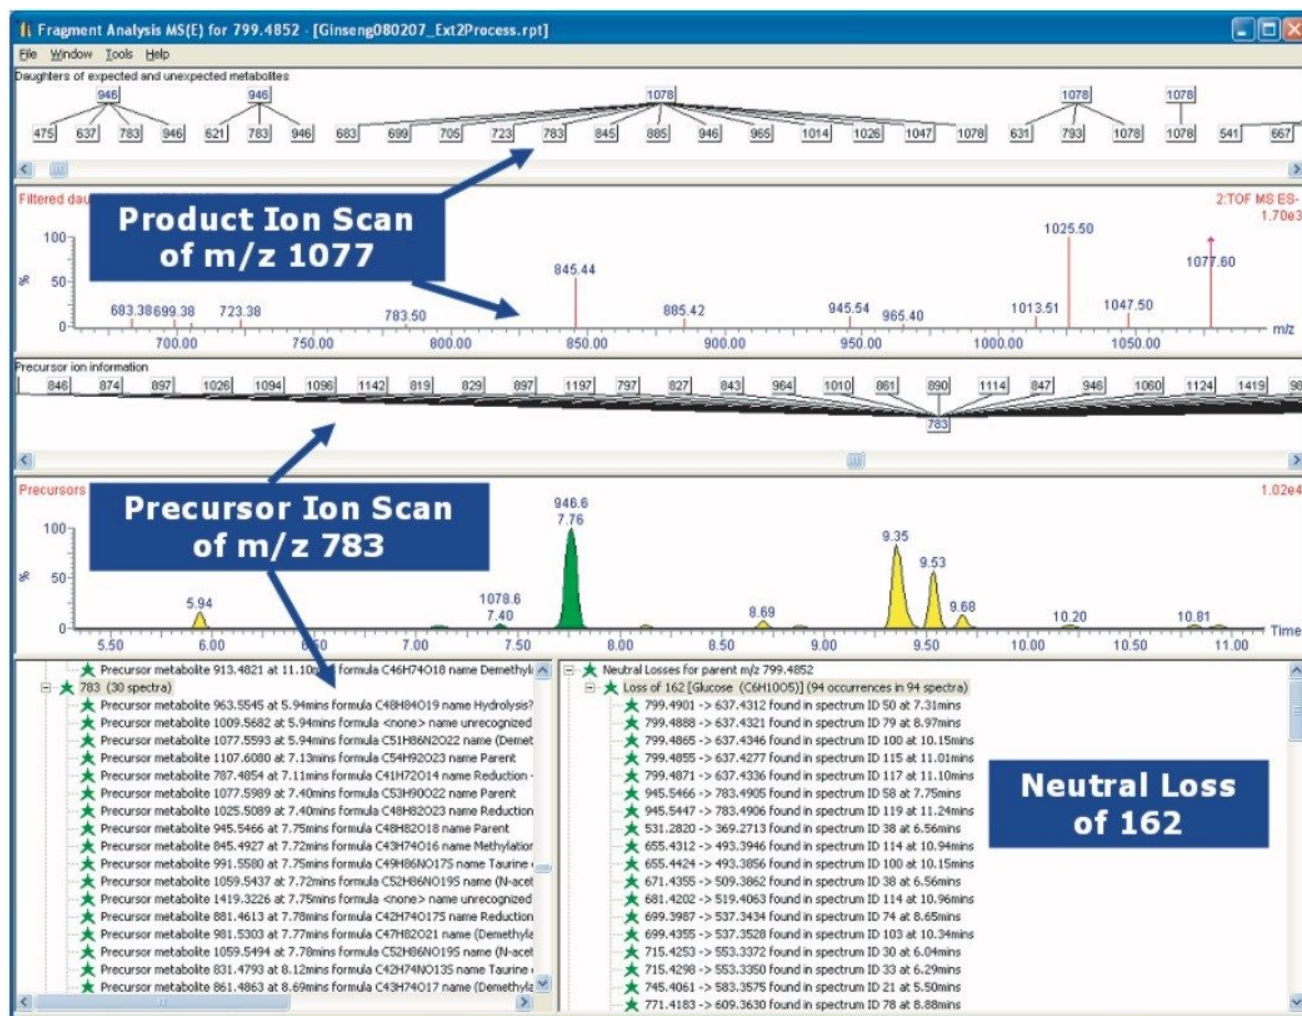 Fragment Analysis MS(E) for 799.4852 - [Ginseng080207_Ext2Process.rpt]
File Window Tools Help
Daughters of expected and unexpected metabolites
946 946 1078 1078 1078
475 637 783 946 621 783 946 683 699 705 723 783 845 885 946 965 1014 1026 1047 1078 631 793 1078 1078 541 667
Filtered dau
2:TOF MS ES-
1.70e3
Product Ion Scan
of m/z 1077
100
%
50
0
683.38 699.38 723.38 783.50 845.44 885.42 945.54 965.40 1013.51 1025.50 1047.50 1077.60
700.00 750.00 800.00 850.00 900.00 950.00 1000.00 1050.00 m/z
Precursor ion information
846 874 897 1026 1094 1096 1142 819 829 897 1197 797 827 843 964 1010 861 890 1114 847 946 1060 1124 1419 98
783
Precursors
1.02e4
Precursor Ion Scan
of m/z 783
100
%
50
0
5.94
1078.6
7.40
946.6
7.76
8.69
9.35
9.53
9.68
10.20
10.81
5.50 6.00 6.50 7.00 7.50 8.00 8.50 9.00 9.50 10.00 10.50 11.00 Time
Precursor metabolite 913.4821 at 11.10mins formula C46H74O18 name Demethyl
783 (30 spectra)
Precursor metabolite 963.5545 at 5.94mins formula C48H84O19 name Hydrolysis?
Precursor metabolite 1009.5682 at 5.94mins formula <none> name unrecognized
Precursor metabolite 1077.5593 at 5.94mins formula C51H86N2O22 name (Demet
Precursor metabolite 1107.6080 at 7.13mins formula C54H92O23 name Parent
Precursor metabolite 787.4854 at 7.11mins formula C41H72O14 name Reduction
Precursor metabolite 1077.5989 at 7.40mins formula C53H90O22 name Parent
Precursor metabolite 1025.5089 at 7.40mins formula C48H82O23 name Reduction
Precursor metabolite 945.5466 at 7.75mins formula C48H82O18 name Parent
Precursor metabolite 845.4927 at 7.72mins formula C43H74O16 name Methylation
Precursor metabolite 991.5580 at 7.75mins formula C49H86NO17S name Taurine
Precursor metabolite 1059.5437 at 7.72mins formula C52H86NO19S name (N-acet
Precursor metabolite 1419.3226 at 7.75mins formula <none> name unrecognized
Precursor metabolite 881.4613 at 7.78mins formula C42H74O17S name Reduction
Precursor metabolite 981.5303 at 7.77mins formula C47H82O21 name (Demethyla
Precursor metabolite 1059.5494 at 7.78mins formula C52H86NO19S name (N-acet
Precursor metabolite 831.4793 at 8.12mins formula C42H74NO13S name Taurine
Precursor metabolite 861.4863 at 8.69mins formula C43H74O17 name (Demethyla
Neutral Losses for parent m/z 799.4852
Loss of 162 [Glucose (C6H10O5)] (94 occurrences in 94 spectra)
799.4901 -> 637.4312 found in spectrum ID 50 at 7.31mins
799.4888 -> 637.4321 found in spectrum ID 79 at 8.97mins
799.4865 -> 637.4346 found in spectrum ID 100 at 10.15mins
799.4855 -> 637.4277 found in spectrum ID 115 at 11.01mins
799.4871 -> 637.4336 found in spectrum ID 117 at 11.10mins
945.5466 -> 783.4905 found in spectrum ID 58 at 7.75mins
945.5447 -> 783.4906 found in spectrum ID 119 at 11.24mins
531.2820 -> 369.2713 found in spectrum ID 38 at 6.56mins
655.4312 -> 493.3946 found in spectrum ID 114 at 10.94mins
655.4424 -> 493.3856 found in spectrum ID 100 at 10.15mins
671.4355 -> 509.3862 found in spectrum ID 38 at 6.56mins
681.4202 -> 519.4063 found in spectrum ID 114 at 10.96mins
699.3987 -> 537.3434 found in spectrum ID 74 at 8.65mins
699.4355 -> 537.3528 found in spectrum ID 103 at 10.34mins
715.4253 -> 553.3372 found in spectrum ID 30 at 6.04mins
715.4298 -> 553.3350 found in spectrum ID 33 at 6.29mins
745.4061 -> 583.3575 found in spectrum ID 21 at 5.50mins
771.4183 -> 609.3630 found in spectrum ID 78 at 8.88mins
Neutral Loss
of 162